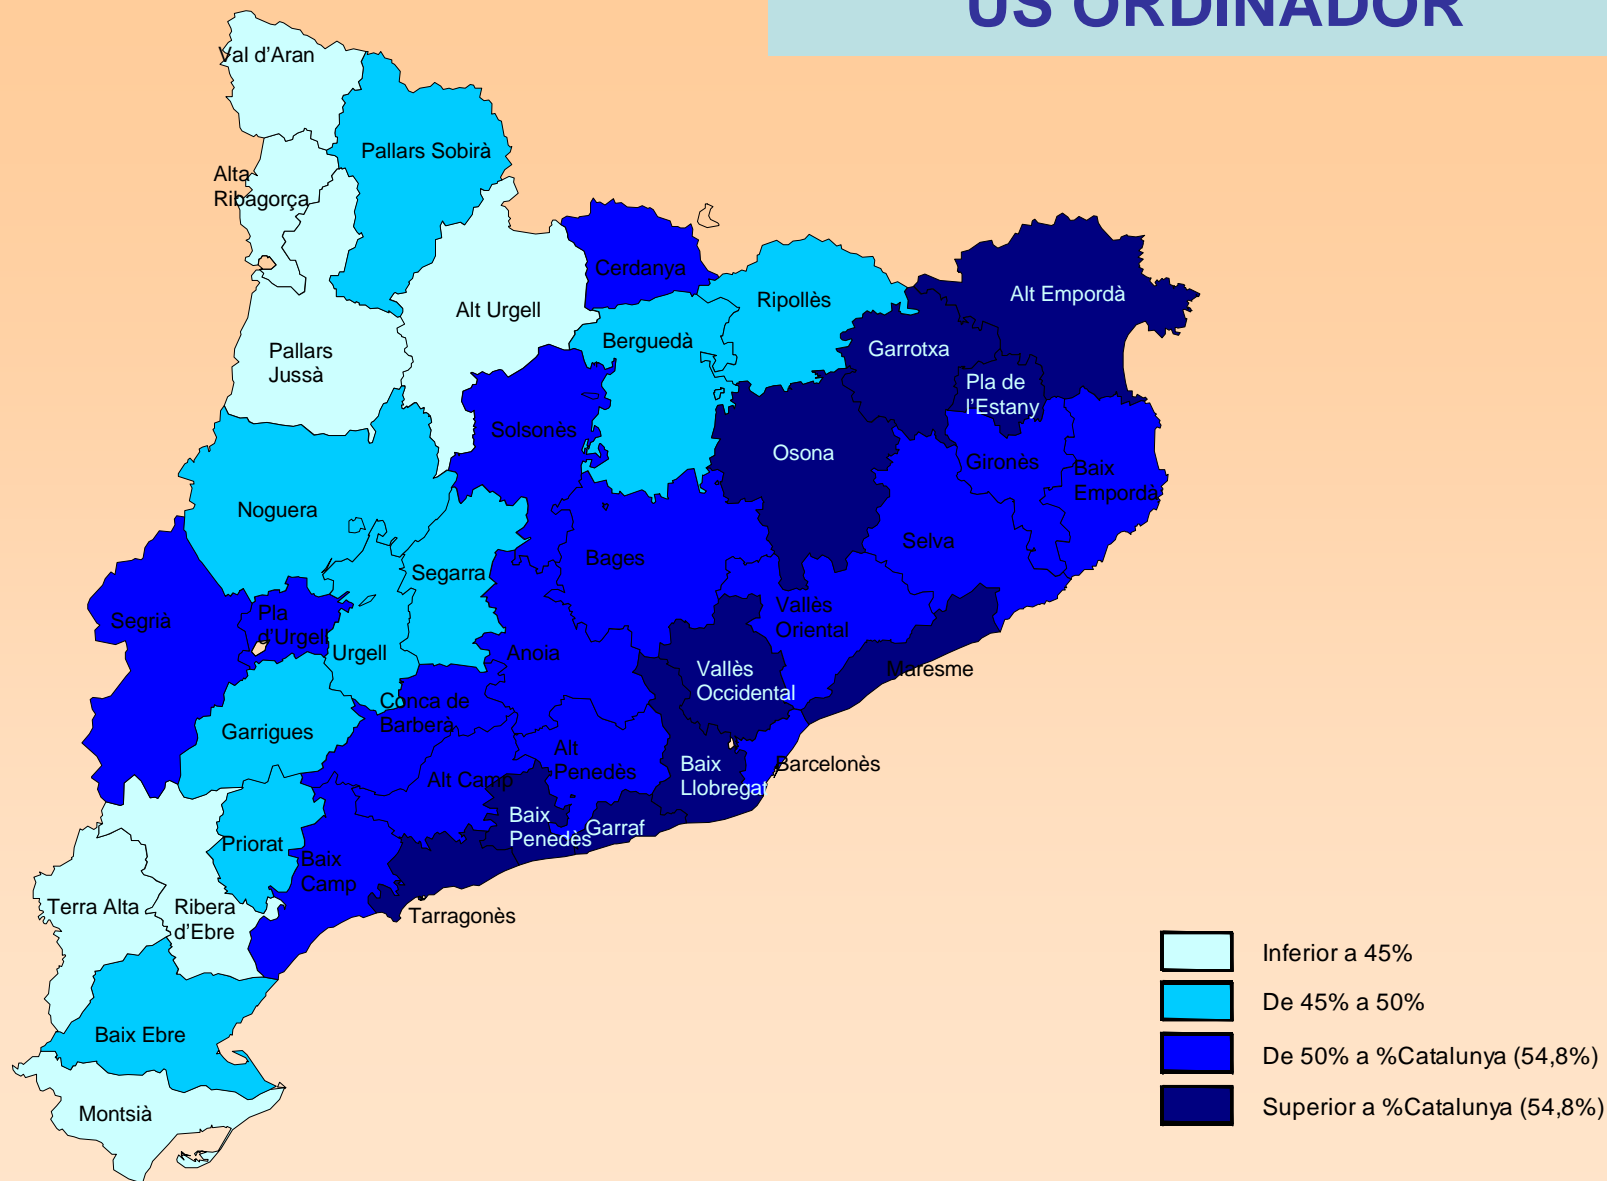 US ORDINADOR
Val d'Aran
Pallars Sobirà
Alta
Ribagorça
Cerdanya
Alt Urgell
Ripollès
Alt Empordà
Pallars
Jussà
Berguedà
Garrotxa
Pla de
l'Estany
Solsonès
Osona
Gironès
Baix
Empordà
Noguera
Bages
Selva
Segarra
Segrià
Pla
d'Urgell
Vallès
Oriental
Urgell
Anoia
Vallès
Occidental
Maresme
Conca de
Barberà
Garrigues
Alt
Penedès
Alt Camp
Baix
Llobregat
Barcelonès
Baix
Penedès
Garraf
Priorat
Baix
Camp
Terra Alta
Ribera
d'Ebre
Tarragonès
Baix Ebre
Montsià
Inferior a 45%
De 45% a 50%
De 50% a %Catalunya (54,8%)
Superior a %Catalunya (54,8%)